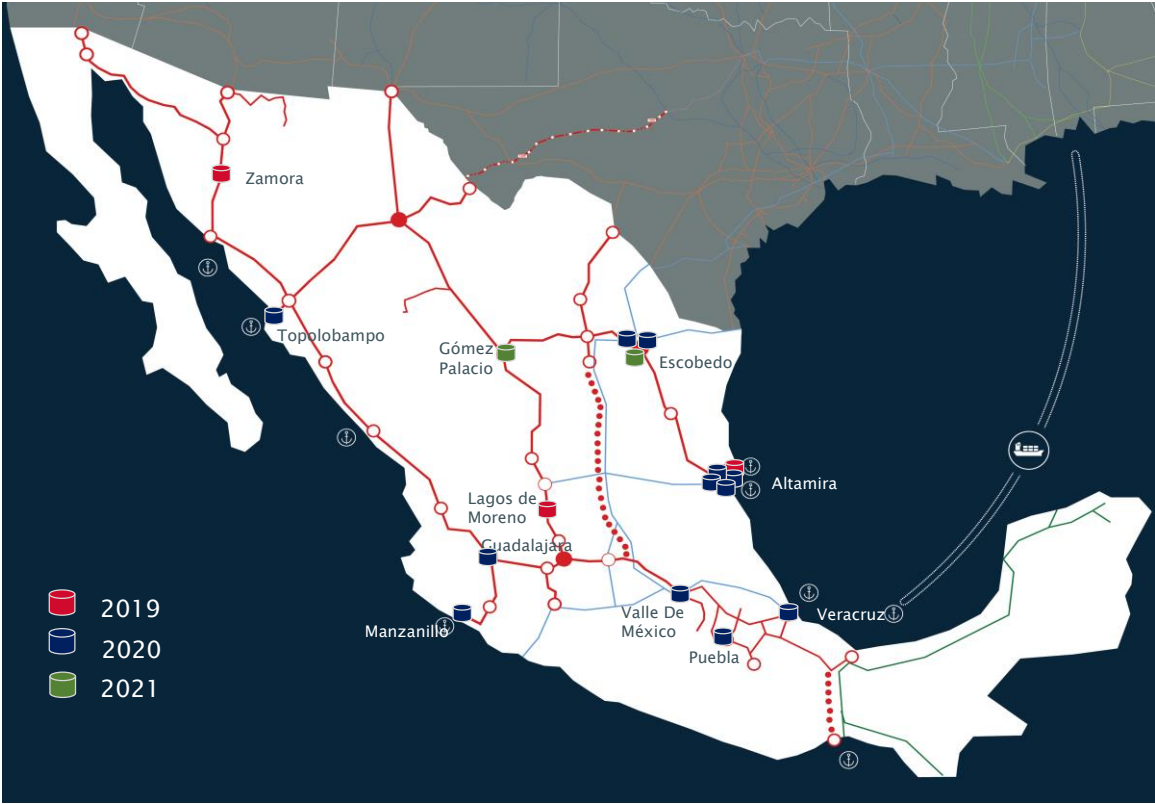 Zamora
Topolobampo
Gómez
Palacio
Escobedo
Altamira
Lagos de
Moreno
Guadalajara
Manzanillo
Valle De
México
Puebla
Veracruz
2019
2020
2021